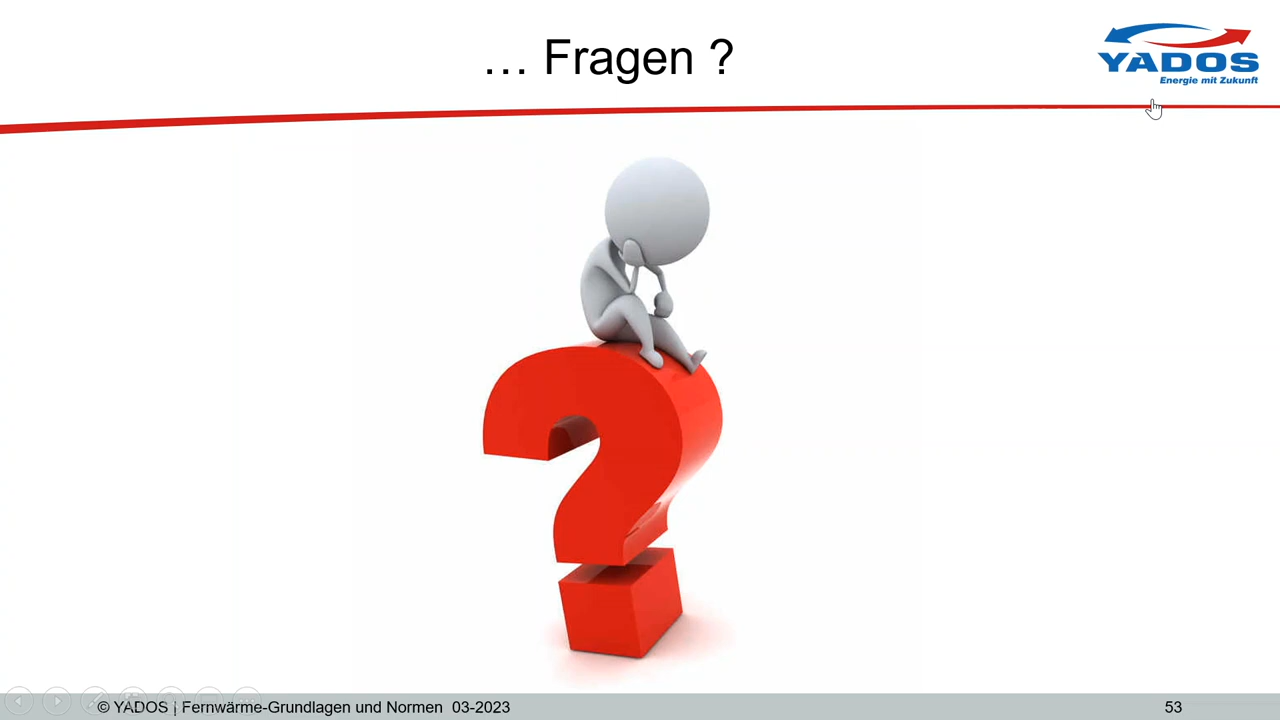 … Fragen ?
YADOS
Energie mit Zukunft
© YADOS | Fernwärme-Grundlagen und Normen 03-2023
53